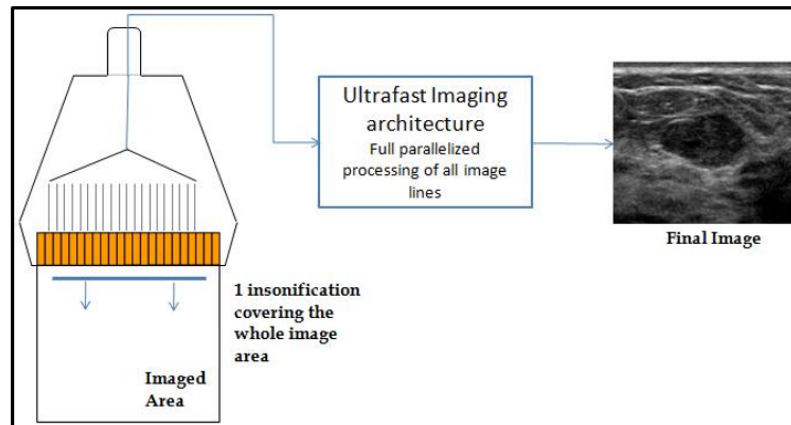 Ultrafast Imaging
architecture
Full parallelized
processing of all image
lines
Final Image
1 insonification
covering the
whole image
area
Imaged
Area